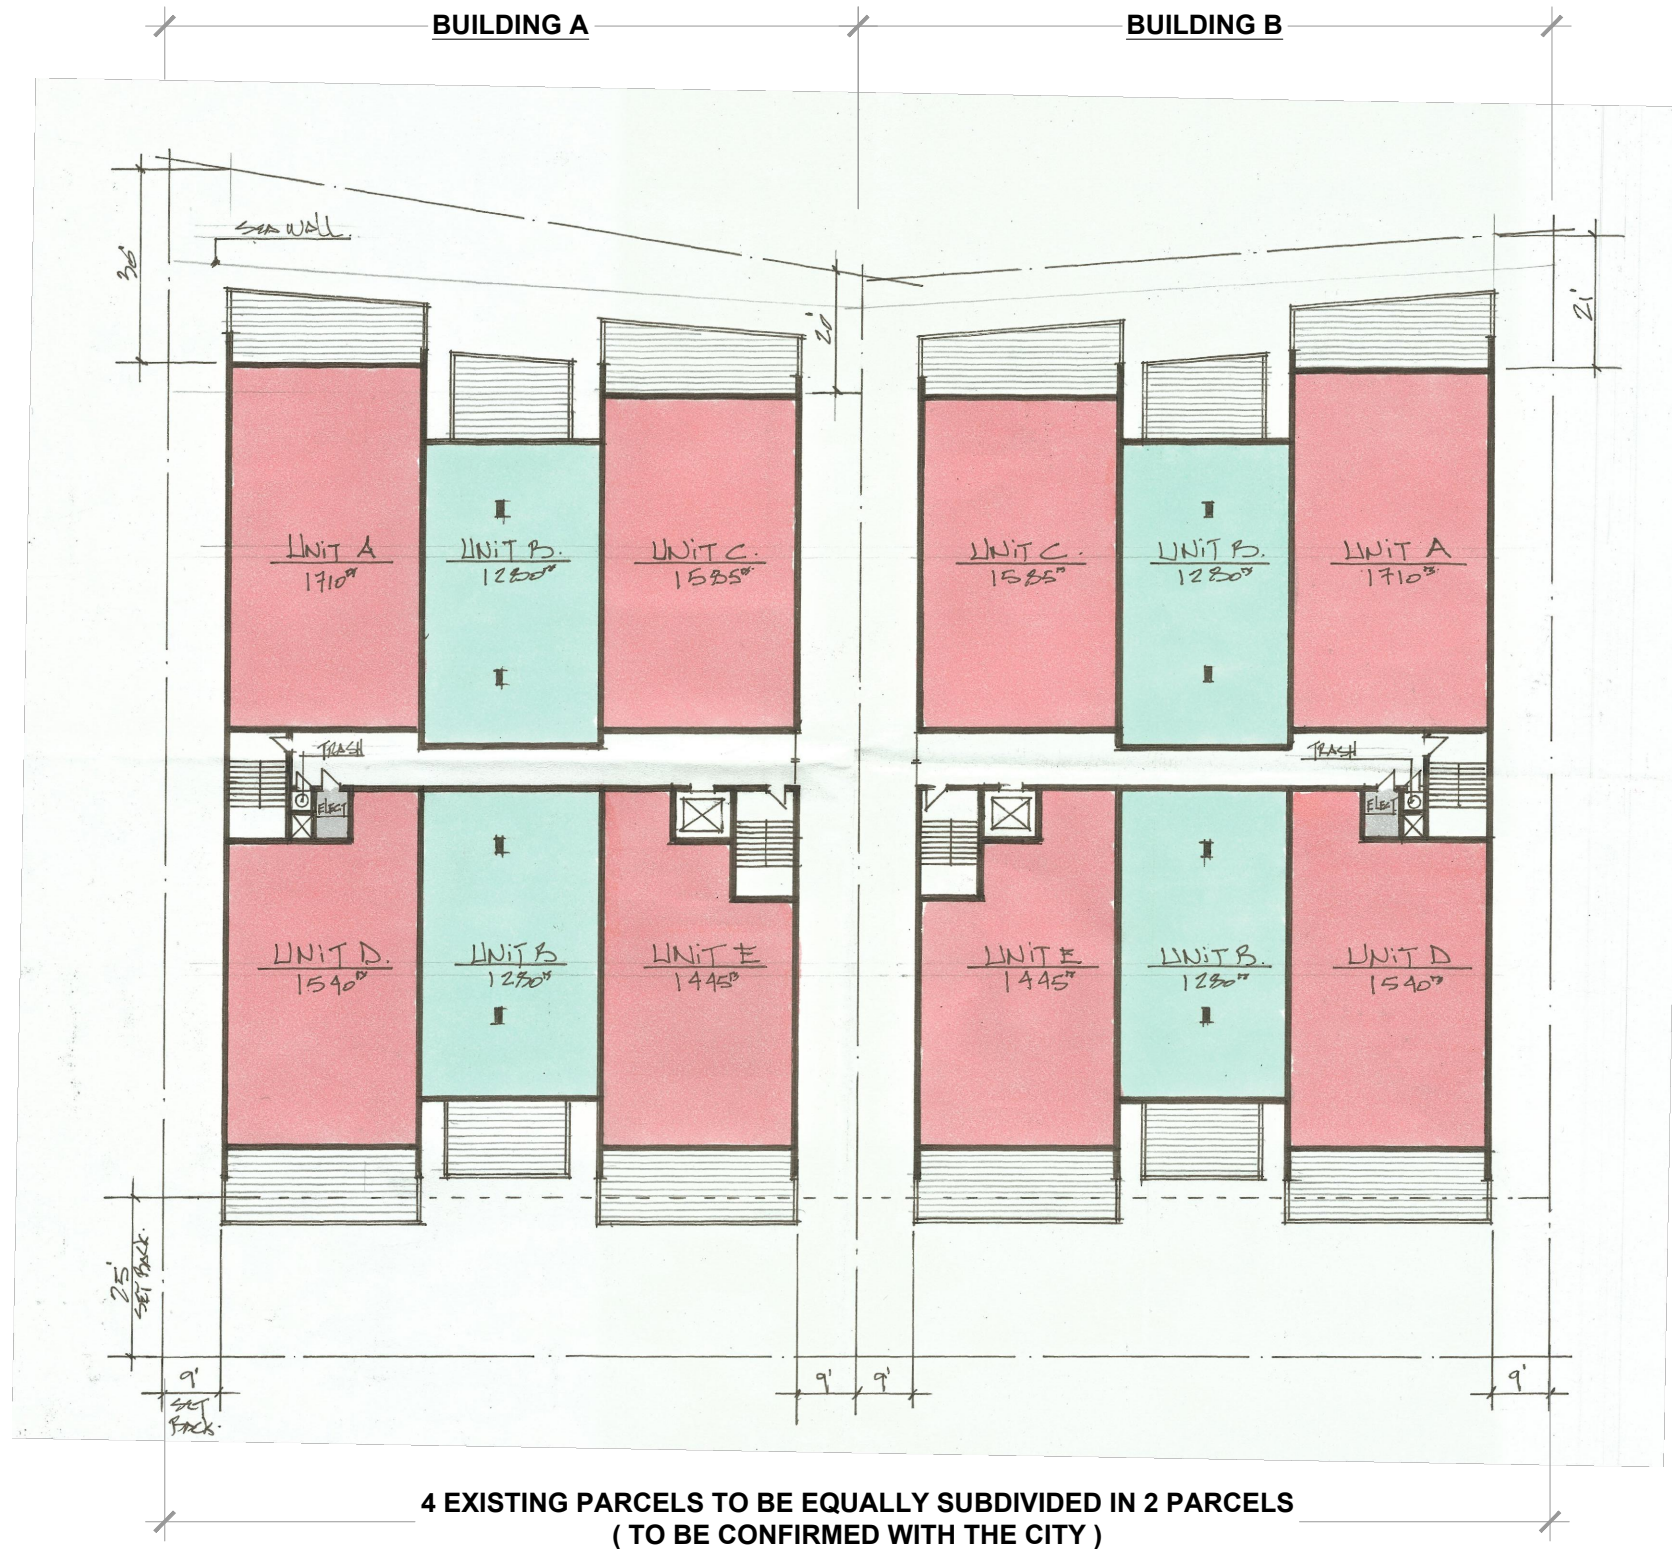 BUILDING A
BUILDING B
SEA WALL.
30'
20'
21'
UNIT A
1710
UNIT B.
1280
UNIT C.
1585
UNIT C.
1585
UNIT B.
1280
UNIT A
1710
TRASH
ELECT
TRASH
ELECT
UNIT D.
1540
UNIT B
1280
UNIT E
1445
UNIT E
1445
UNIT B.
1280
UNIT D
1540
25'
SET BACK.
9'
SET
BACK.
9'
9'
9'
4 EXISTING PARCELS TO BE EQUALLY SUBDIVIDED IN 2 PARCELS
( TO BE CONFIRMED WITH THE CITY )